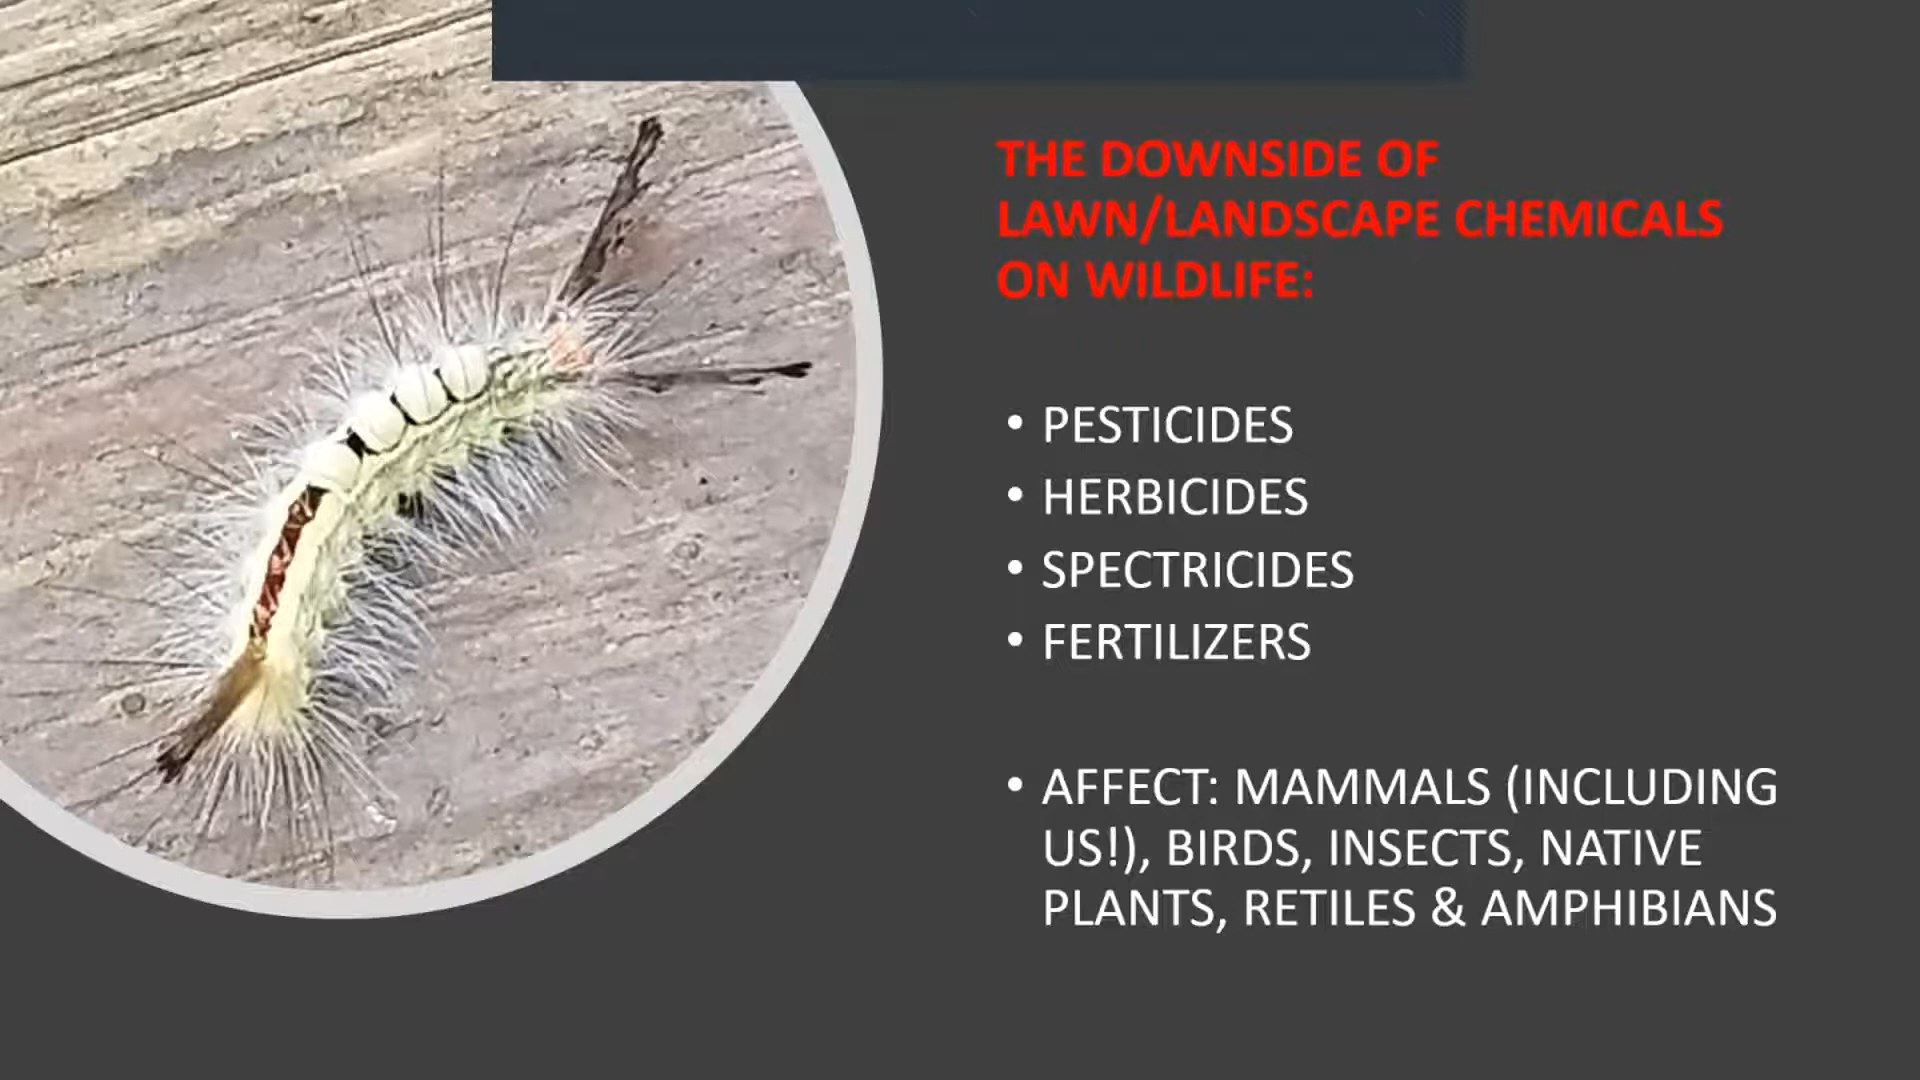 THE DOWNSIDE OF
LAWN/LANDSCAPE CHEMICALS
ON WILDLIFE:
• PESTICIDES
• HERBICIDES
• SPECTRICIDES
• FERTILIZERS
• AFFECT: MAMMALS (INCLUDING
US!), BIRDS, INSECTS, NATIVE
PLANTS, RETILES & AMPHIBIANS